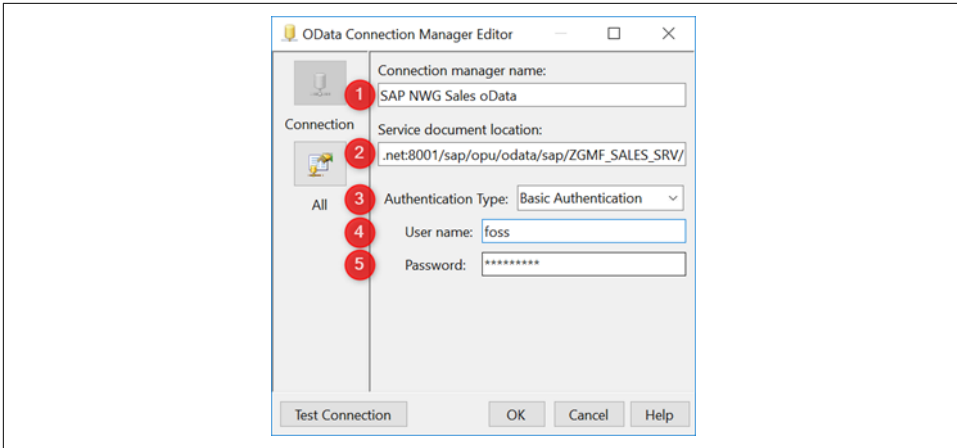 OData Connection Manager Editor
Connection manager name:
1 SAP NWG Sales oData
Connection
Service document location:
2 .net:8001/sap/opu/odata/sap/ZGMF_SALES_SRV/
All
3 Authentication Type: Basic Authentication
4 User name: foss
5 Password: *********
Test Connection OK Cancel Help